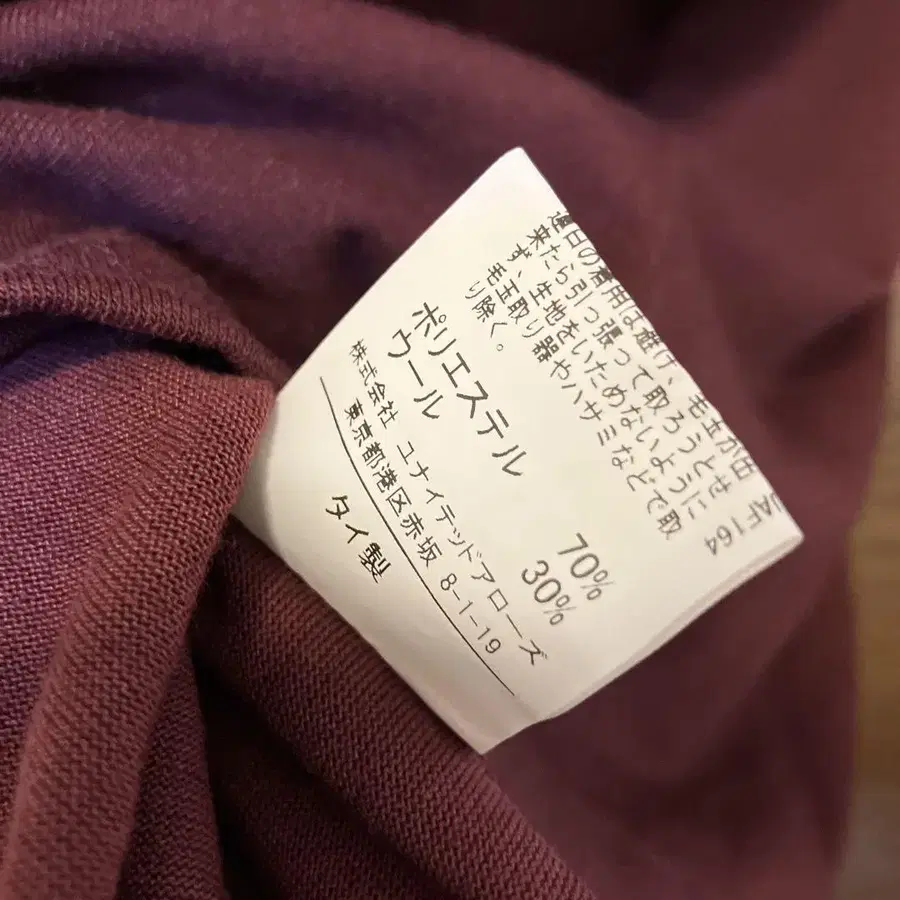 連日の着用は避け、毛玉が出
来たら引っ張って取ろうとせ
ず、生地をいためないように
毛玉取り器やハサミなどで取
り除く。
ポリエステル 70%
ウール 30%
株式会社 ユナイテッドアローズ
東京都港区赤坂 8-1-19
タイ製